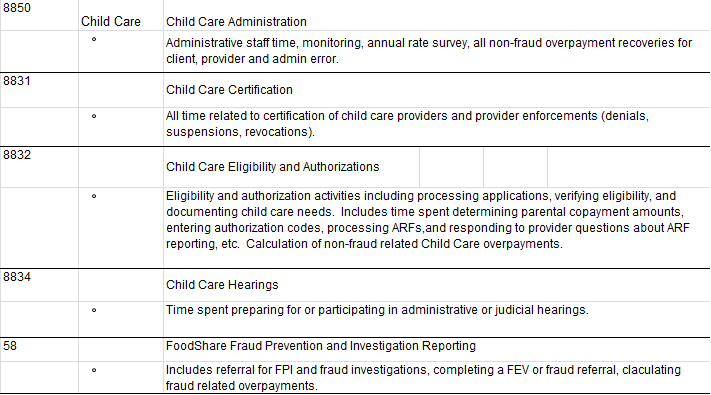 8850
Child Care Child Care Administration
° Administrative staff time, monitoring, annual rate survey, all non-fraud overpayment recoveries for
client, provider and admin error.
8831
Child Care Certification
° All time related to certification of child care providers and provider enforcements (denials,
suspensions, revocations).
8832
Child Care Eligibility and Authorizations
° Eligibility and authorization activities including processing applications, verifying eligibility, and
documenting child care needs.  Includes time spent determining parental copayment amounts,
entering authorization codes, processing ARFs,and responding to provider questions about ARF
reporting, etc.  Calculation of non-fraud related Child Care overpayments.
8834
Child Care Hearings
° Time spent preparing for or participating in administrative or judicial hearings.
58 FoodShare Fraud Prevention and Investigation Reporting
° Includes referral for FPI and fraud investigations, completing a FEV or fraud referral, claculating
fraud related overpayments.